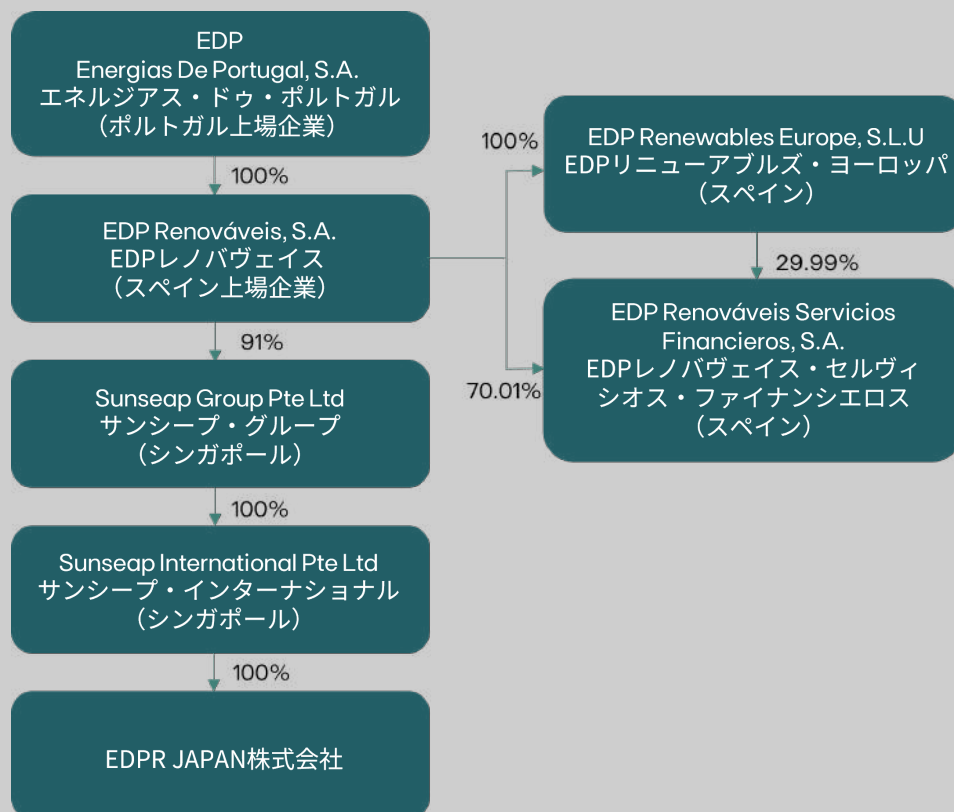 EDP
Energias De Portugal, S.A.
エネルジアス・ドゥ・ポルトガル
（ポルトガル上場企業）
100%
EDP Renováveis, S.A.
EDPレノバヴェイス
（スペイン上場企業）
91%
Sunseap Group Pte Ltd
サンシープ・グループ
（シンガポール）
100%
Sunseap International Pte Ltd
サンシープ・インターナショナル
（シンガポール）
100%
EDPR JAPAN株式会社
100%
EDP Renewables Europe, S.L.U
EDPリニューアブルズ・ヨーロッパ
（スペイン）
29.99%
70.01%
EDP Renováveis Servicios
Financieros, S.A.
EDPレノバヴェイス・セルヴィ
シオス・ファイナンシエロス
（スペイン）